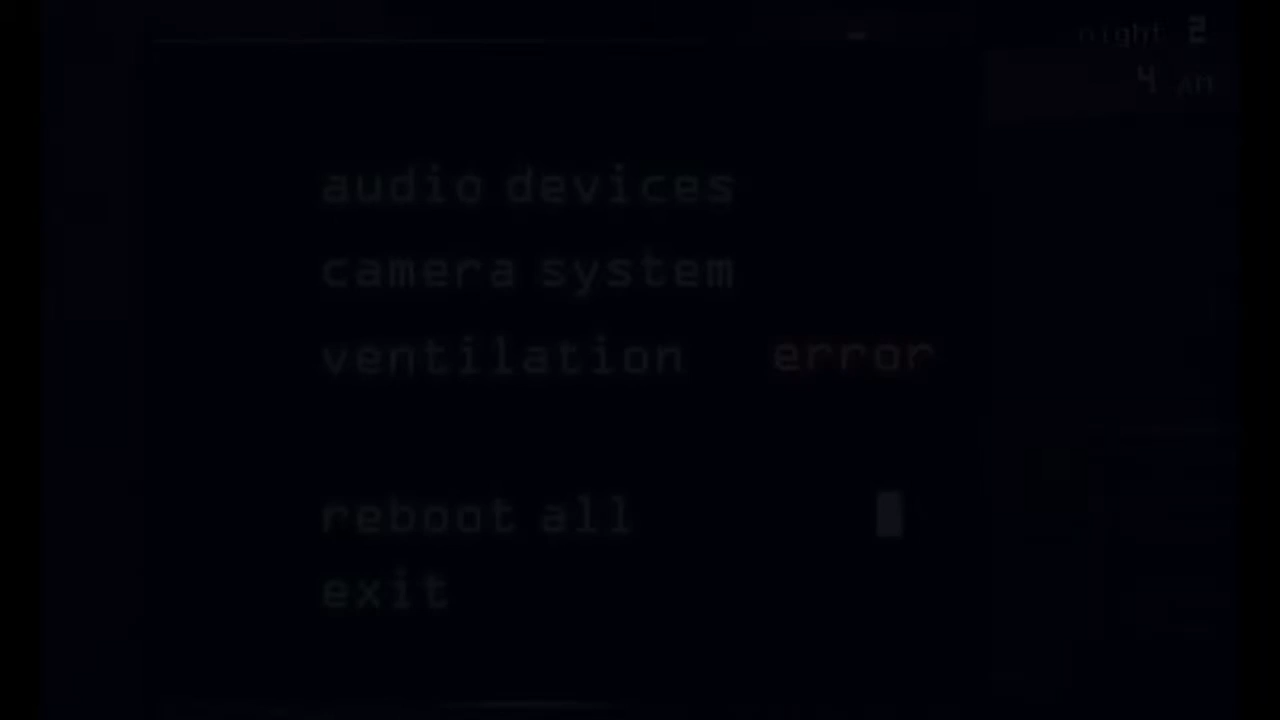 night 2
4 AM
audio devices
camera system
ventilation error
reboot all
exit